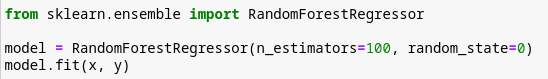 from sklearn.ensemble import RandomForestRegressor
model = RandomForestRegressor(n_estimators=100, random_state=0)
model.fit(x, y)